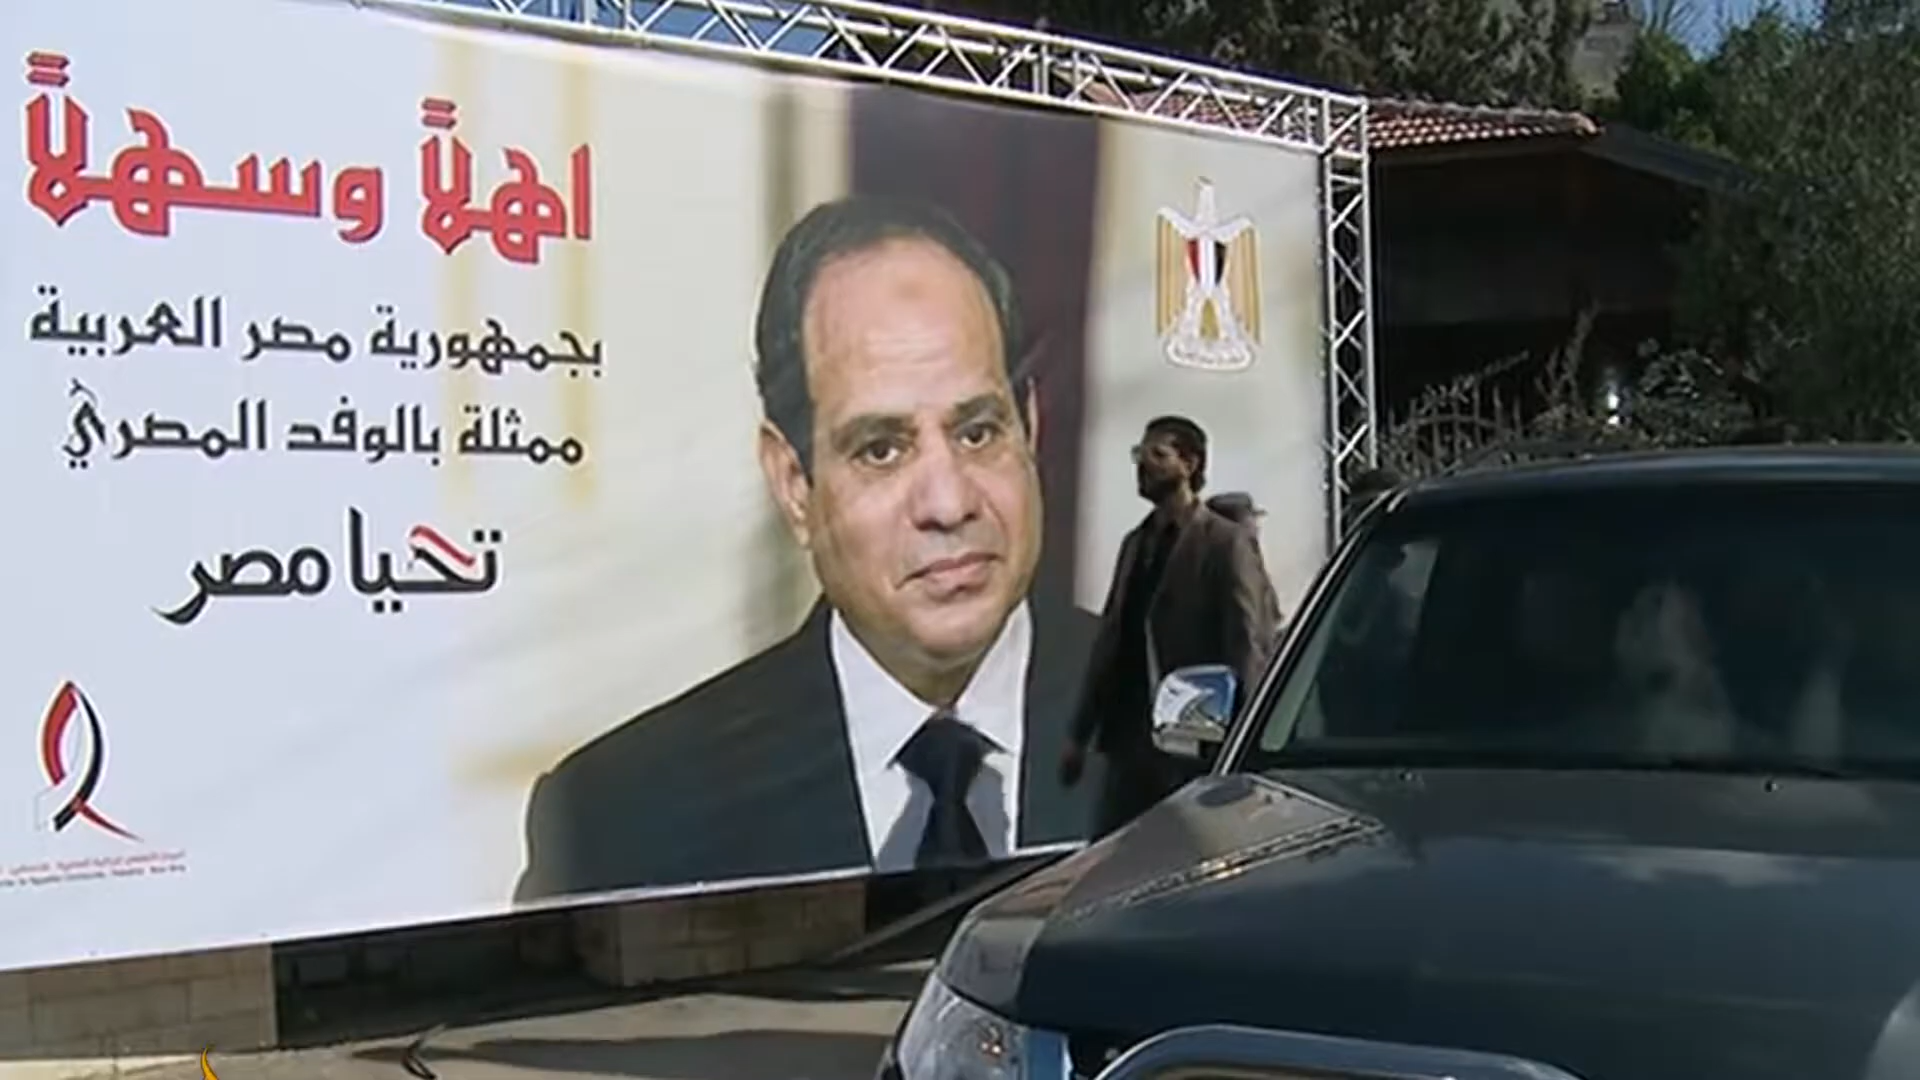 اهلاً وسهلاً
بجمهورية مصر العربية
ممثلة بالوفد المصري
تحيا مصر